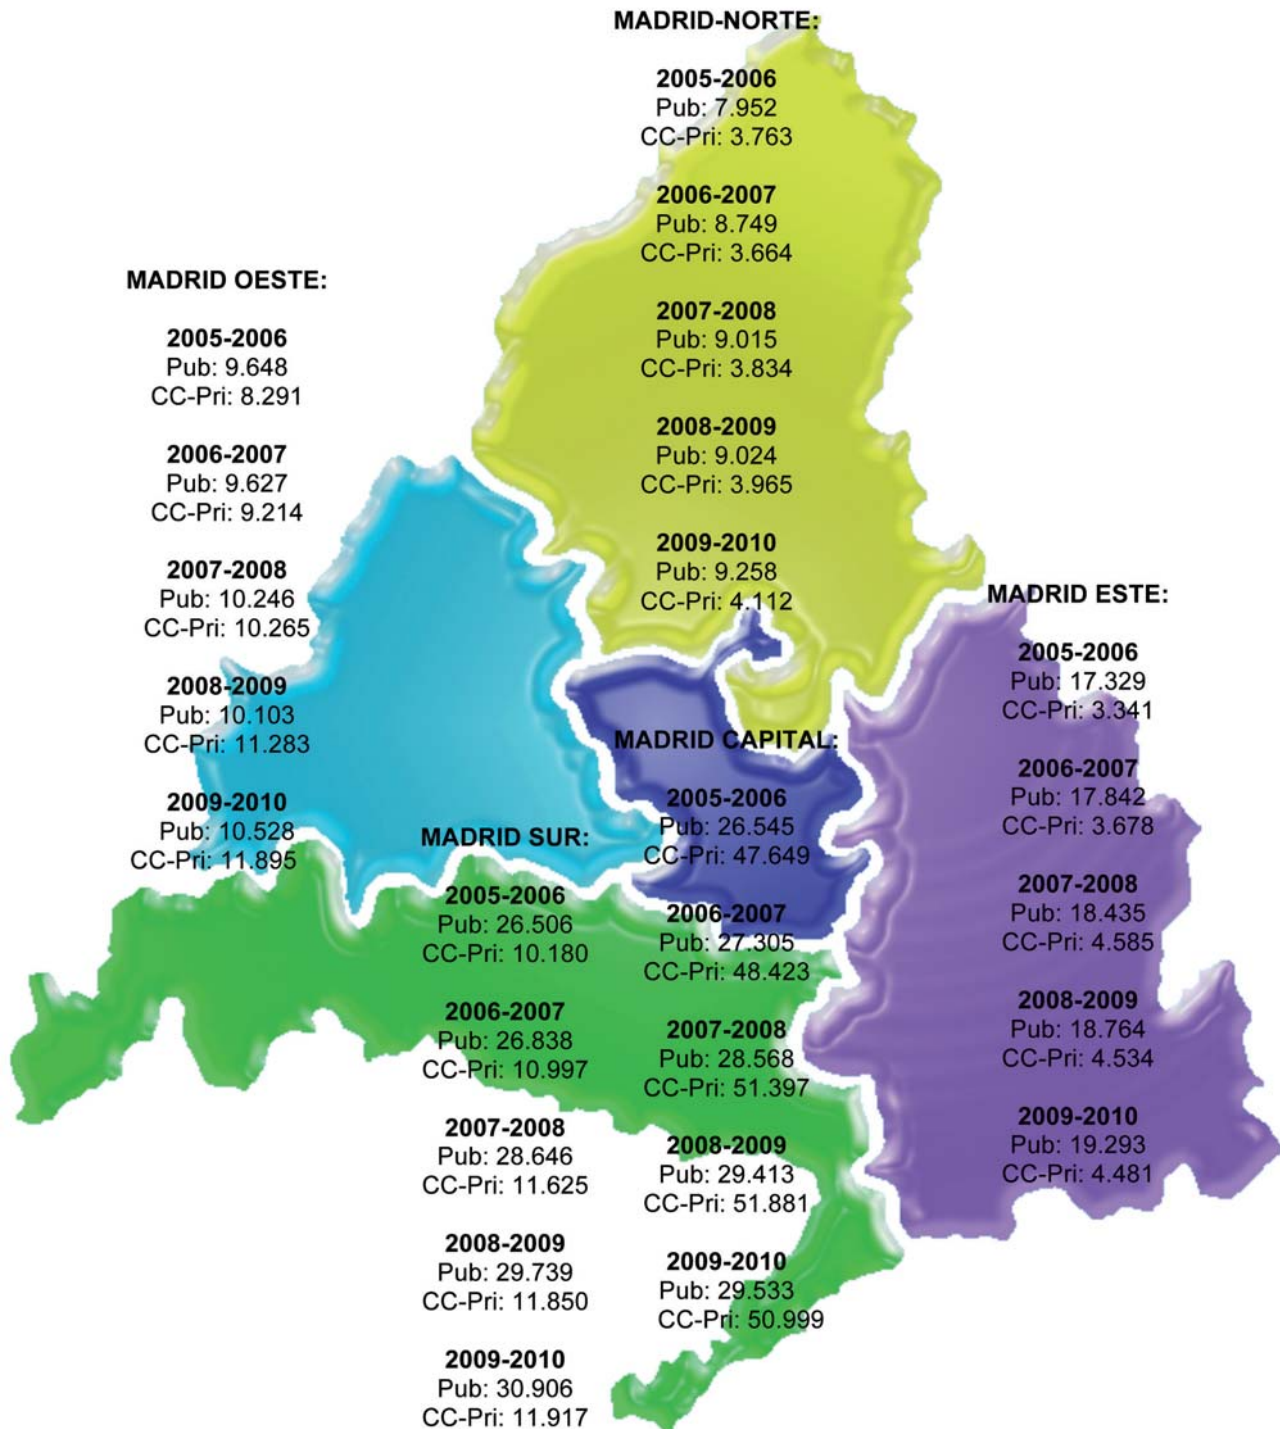 MADRID-NORTE:
2005-2006
Pub: 7.952
CC-Pri: 3.763
2006-2007
Pub: 8.749
CC-Pri: 3.664
2007-2008
Pub: 9.015
CC-Pri: 3.834
2008-2009
Pub: 9.024
CC-Pri: 3.965
2009-2010
Pub: 9.258
CC-Pri: 4.112
MADRID OESTE:
2005-2006
Pub: 9.648
CC-Pri: 8.291
2006-2007
Pub: 9.627
CC-Pri: 9.214
2007-2008
Pub: 10.246
CC-Pri: 10.265
2008-2009
Pub: 10.103
CC-Pri: 11.283
2009-2010
Pub: 10.528
CC-Pri: 11.895
MADRID ESTE:
2005-2006
Pub: 17.329
CC-Pri: 3.341
2006-2007
Pub: 17.842
CC-Pri: 3.678
2007-2008
Pub: 18.435
CC-Pri: 4.585
2008-2009
Pub: 18.764
CC-Pri: 4.534
2009-2010
Pub: 19.293
CC-Pri: 4.481
MADRID CAPITAL:
2005-2006
Pub: 26.545
CC-Pri: 47.649
2006-2007
Pub: 27.305
CC-Pri: 48.423
2007-2008
Pub: 28.568
CC-Pri: 51.397
2008-2009
Pub: 29.413
CC-Pri: 51.881
2009-2010
Pub: 29.533
CC-Pri: 50.999
MADRID SUR:
2005-2006
Pub: 26.506
CC-Pri: 10.180
2006-2007
Pub: 26.838
CC-Pri: 10.997
2007-2008
Pub: 28.646
CC-Pri: 11.625
2008-2009
Pub: 29.739
CC-Pri: 11.850
2009-2010
Pub: 30.906
CC-Pri: 11.917